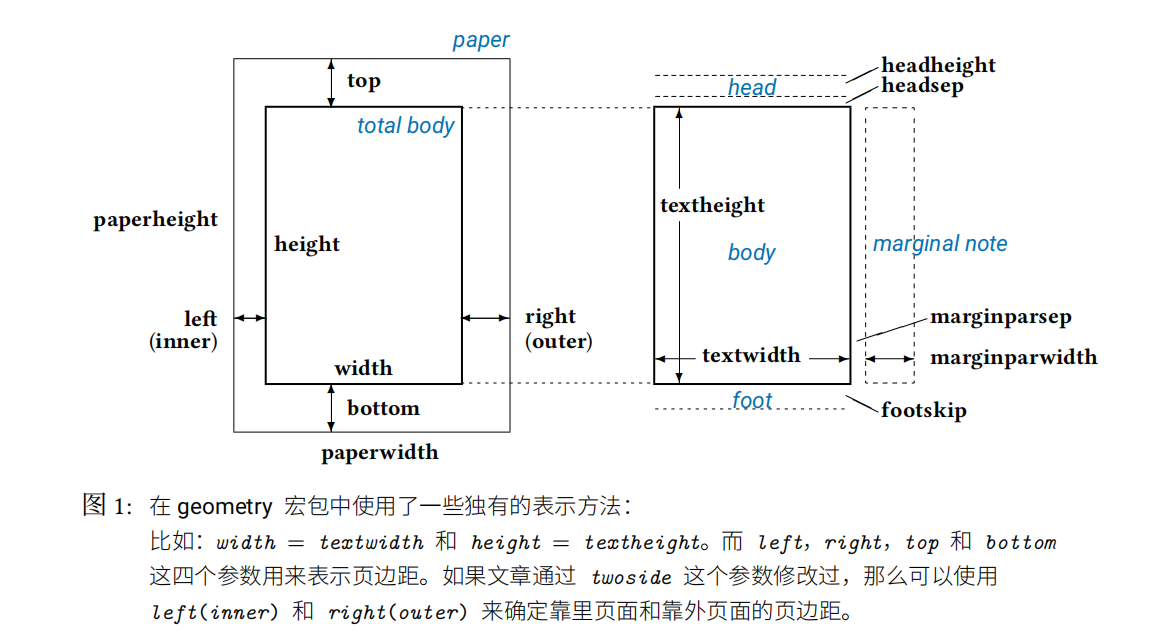 paper
top
total body
paperheight
height
left
(inner)
right
(outer)
width
bottom
paperwidth
headheight
head
headsep
textheight
body
marginal note
marginparsep
textwidth
marginparwidth
foot
footskip
图 1: 在 geometry 宏包中使用了一些独有的表示方法：
比如：width = textwidth 和 height = textheight。而 left，right，top 和 bottom
这四个参数用来表示页边距。如果文章通过 twoside 这个参数修改过，那么可以使用
left(inner) 和 right(outer) 来确定靠里页面和靠外页面的页边距。